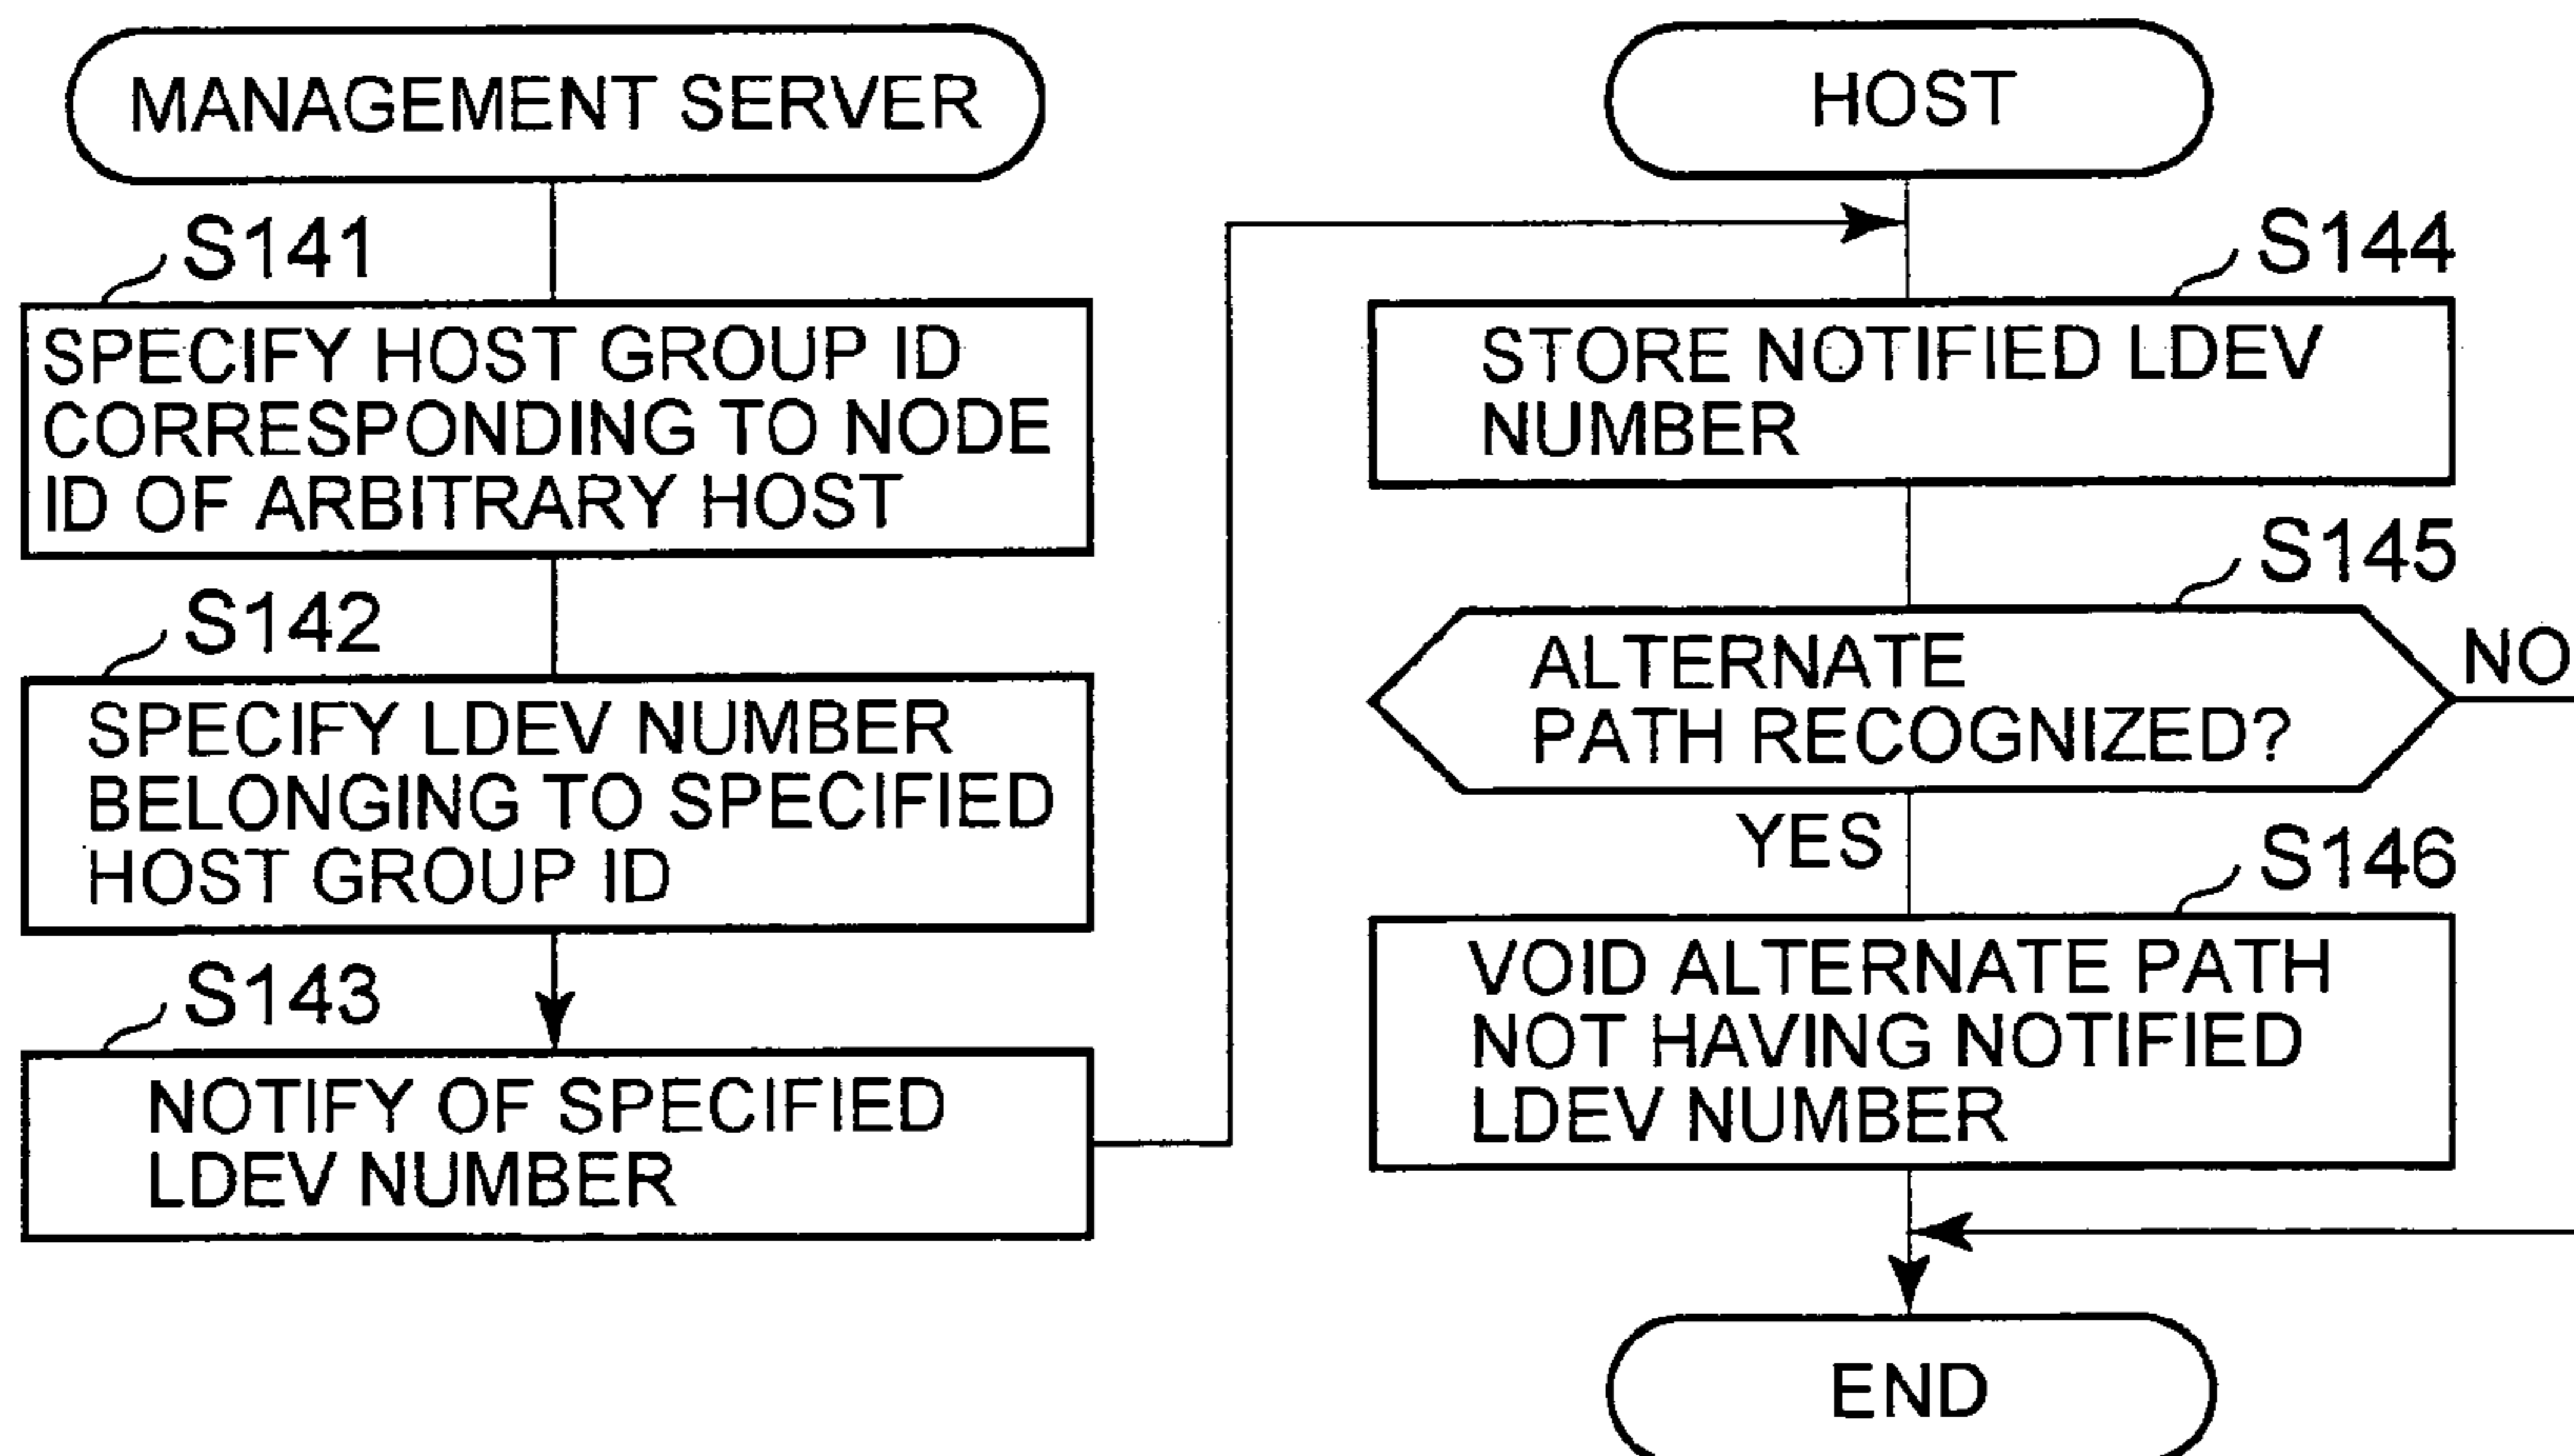 MANAGEMENT SERVER
S141
SPECIFY HOST GROUP ID
CORRESPONDING TO NODE
ID OF ARBITRARY HOST
S142
SPECIFY LDEV NUMBER
BELONGING TO SPECIFIED
HOST GROUP ID
S143
NOTIFY OF SPECIFIED
LDEV NUMBER
HOST
S144
STORE NOTIFIED LDEV
NUMBER
S145
ALTERNATE
PATH RECOGNIZED?
NO
YES
S146
VOID ALTERNATE PATH
NOT HAVING NOTIFIED
LDEV NUMBER
END